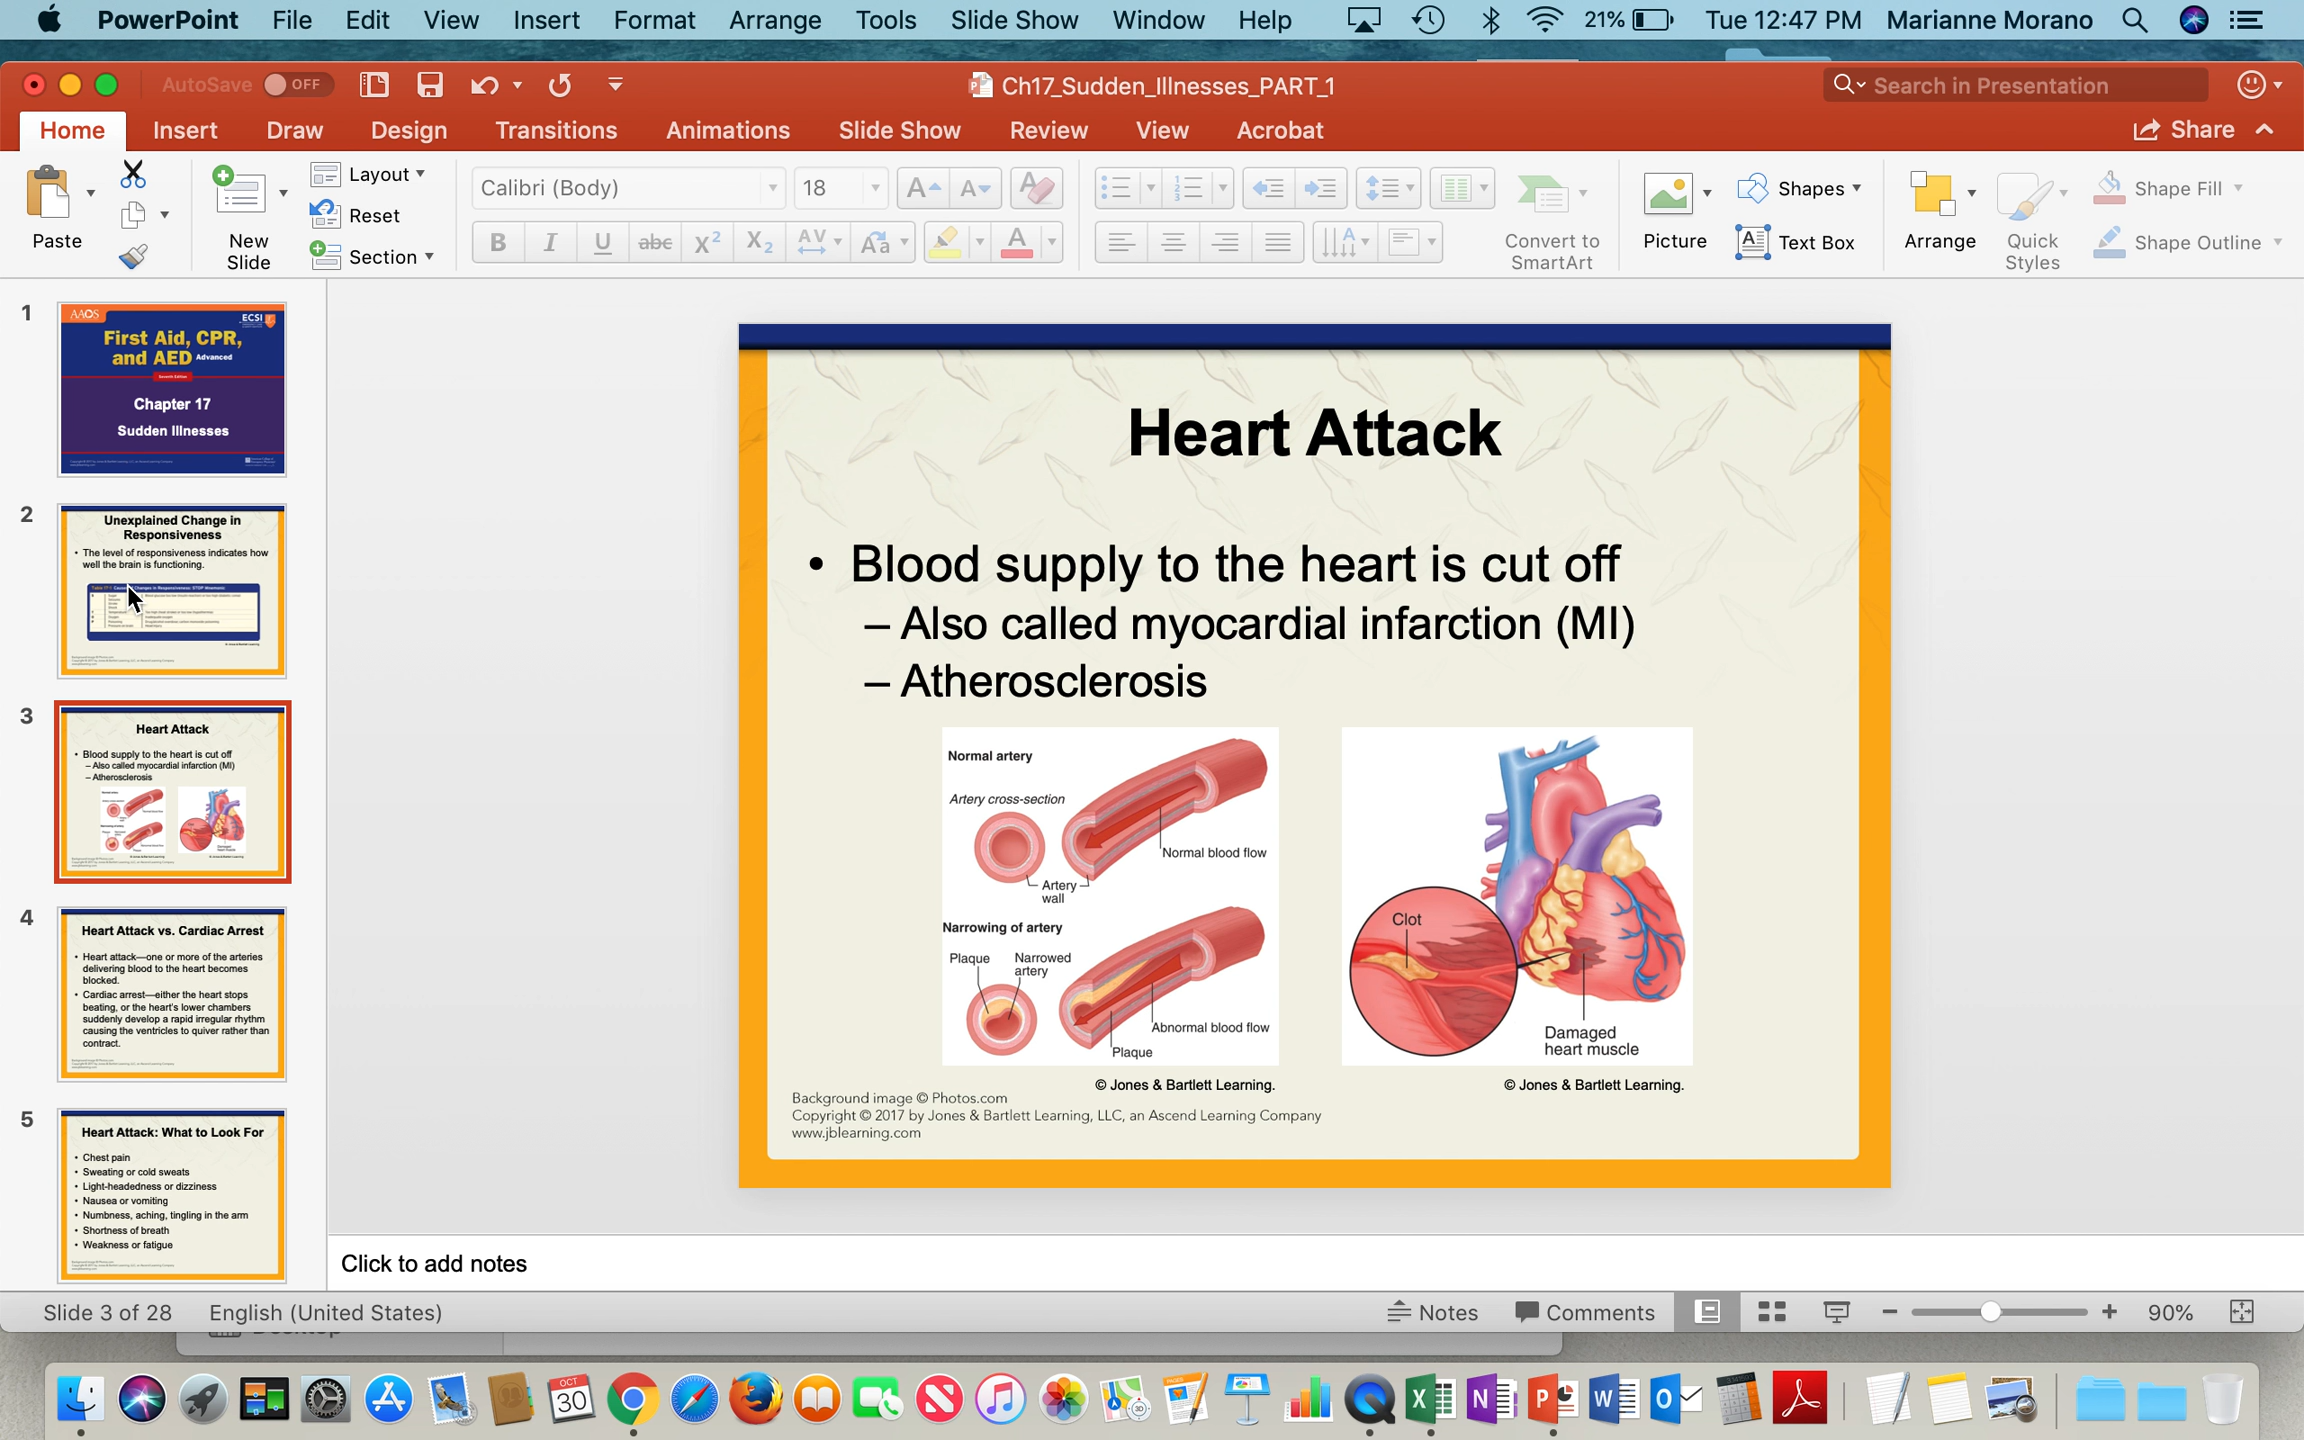 PowerPoint File Edit View Insert Format Arrange Tools Slide Show Window Help 21% Tue 12:47 PM Marianne Morano
AutoSave OFF Ch17_Sudden_Illnesses_PART_1 Search in Presentation
Home Insert Draw Design Transitions Animations Slide Show Review View Acrobat Share
Paste
New
Slide
Layout
Reset
Section
Calibri (Body) 18
B I U abc X2 X2 AV Aa A
Convert to
SmartArt
Picture
Shapes
Text Box
Arrange
Quick
Styles
Shape Fill
Shape Outline
1
AAOS ECSI
First Aid, CPR,
and AED Advanced
Seventh Edition
Chapter 17
Sudden Illnesses
2
Unexplained Change in
Responsiveness
• The level of responsiveness indicates how
well the brain is functioning.
3
Heart Attack
• Blood supply to the heart is cut off
– Also called myocardial infarction (MI)
– Atherosclerosis
4
Heart Attack vs. Cardiac Arrest
• Heart attack—one or more of the arteries
delivering blood to the heart becomes
blocked.
• Cardiac arrest—either the heart stops
beating, or the heart's lower chambers
suddenly develop a rapid irregular rhythm
causing the ventricles to quiver rather than
contract.
5
Heart Attack: What to Look For
• Chest pain
• Sweating or cold sweats
• Light-headedness or dizziness
• Nausea or vomiting
• Numbness, aching, tingling in the arm
• Shortness of breath
• Weakness or fatigue
Heart Attack
• Blood supply to the heart is cut off
– Also called myocardial infarction (MI)
– Atherosclerosis
Normal artery
Artery cross-section
Normal blood flow
Artery
wall
Narrowing of artery
Plaque
Narrowed
artery
Abnormal blood flow
Plaque
© Jones & Bartlett Learning.
Clot
Damaged
heart muscle
© Jones & Bartlett Learning.
Background image © Photos.com
Copyright © 2017 by Jones & Bartlett Learning, LLC, an Ascend Learning Company
www.jblearning.com
Click to add notes
Slide 3 of 28 English (United States) Notes Comments 90%
OCT
30